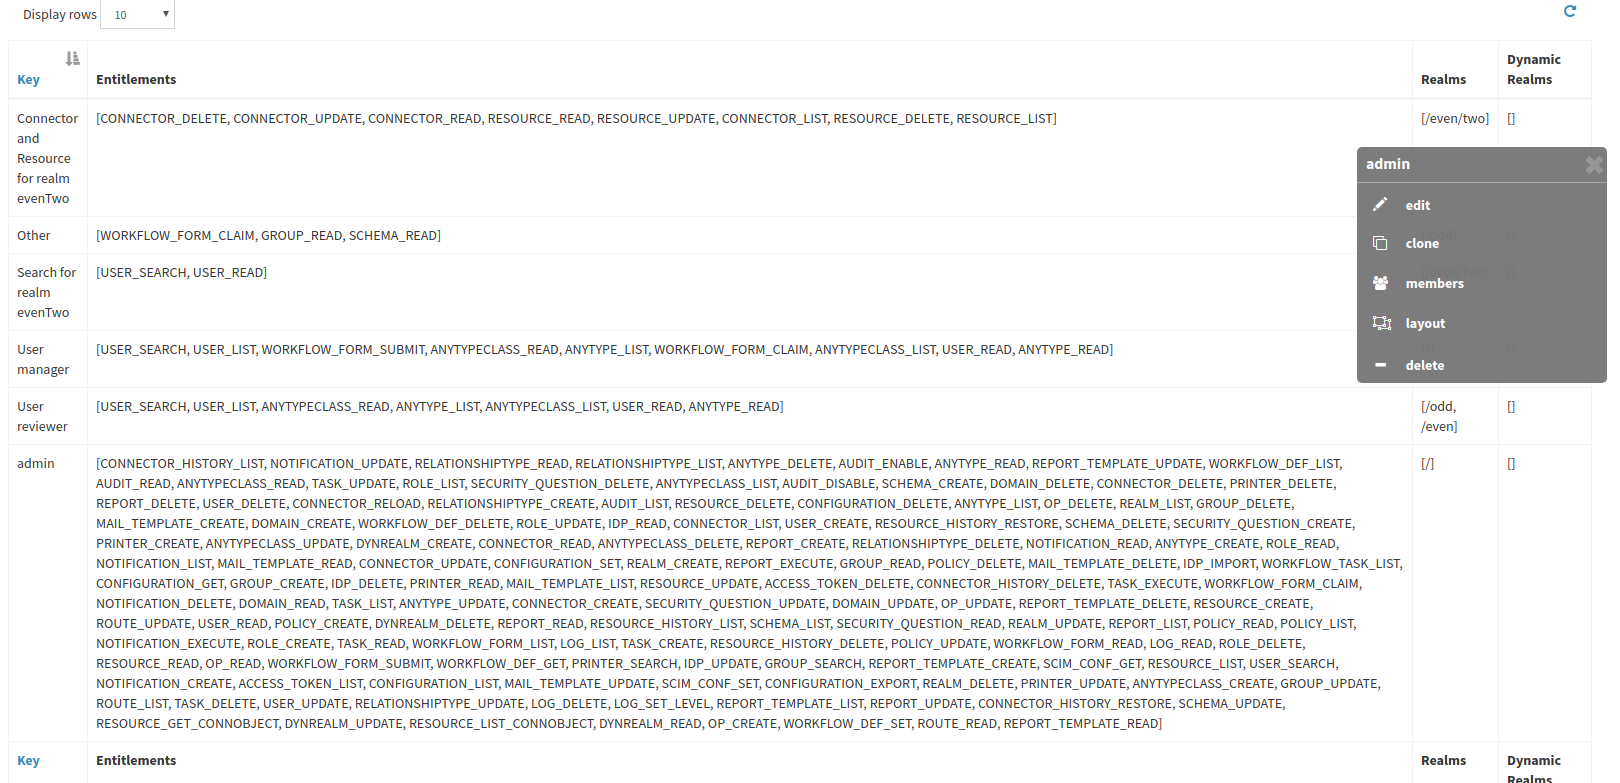 Display rows 10
Key Entitlements Realms Dynamic Realms
Connector and Resource for realm evenTwo [CONNECTOR_DELETE, CONNECTOR_UPDATE, CONNECTOR_READ, RESOURCE_READ, RESOURCE_UPDATE, CONNECTOR_LIST, RESOURCE_DELETE, RESOURCE_LIST] [/even/two] []
Other [WORKFLOW_FORM_CLAIM, GROUP_READ, SCHEMA_READ]
Search for realm evenTwo [USER_SEARCH, USER_READ]
User manager [USER_SEARCH, USER_LIST, WORKFLOW_FORM_SUBMIT, ANYTYPECLASS_READ, ANYTYPE_LIST, WORKFLOW_FORM_CLAIM, ANYTYPECLASS_LIST, USER_READ, ANYTYPE_READ]
admin
edit
clone
members
layout
delete
User reviewer [USER_SEARCH, USER_LIST, ANYTYPECLASS_READ, ANYTYPE_LIST, ANYTYPECLASS_LIST, USER_READ, ANYTYPE_READ] [/odd, /even] []
admin [CONNECTOR_HISTORY_LIST, NOTIFICATION_UPDATE, RELATIONSHIPTYPE_READ, RELATIONSHIPTYPE_LIST, ANYTYPE_DELETE, AUDIT_ENABLE, ANYTYPE_READ, REPORT_TEMPLATE_UPDATE, WORKFLOW_DEF_LIST, [/] []
AUDIT_READ, ANYTYPECLASS_READ, TASK_UPDATE, ROLE_LIST, SECURITY_QUESTION_DELETE, ANYTYPECLASS_LIST, AUDIT_DISABLE, SCHEMA_CREATE, DOMAIN_DELETE, CONNECTOR_DELETE, PRINTER_DELETE,
REPORT_DELETE, USER_DELETE, CONNECTOR_RELOAD, RELATIONSHIPTYPE_CREATE, AUDIT_LIST, RESOURCE_DELETE, CONFIGURATION_DELETE, ANYTYPE_LIST, OP_DELETE, REALM_LIST, GROUP_DELETE,
MAIL_TEMPLATE_CREATE, DOMAIN_CREATE, WORKFLOW_DEF_DELETE, ROLE_UPDATE, IDP_READ, CONNECTOR_LIST, USER_CREATE, RESOURCE_HISTORY_RESTORE, SCHEMA_DELETE, SECURITY_QUESTION_CREATE,
PRINTER_CREATE, ANYTYPECLASS_UPDATE, DYNREALM_CREATE, CONNECTOR_READ, ANYTYPECLASS_DELETE, REPORT_CREATE, RELATIONSHIPTYPE_DELETE, NOTIFICATION_READ, ANYTYPE_CREATE, ROLE_READ,
NOTIFICATION_LIST, MAIL_TEMPLATE_READ, CONNECTOR_UPDATE, CONFIGURATION_SET, REALM_CREATE, REPORT_EXECUTE, GROUP_READ, POLICY_DELETE, MAIL_TEMPLATE_DELETE, IDP_IMPORT, WORKFLOW_TASK_LIST,
CONFIGURATION_GET, GROUP_CREATE, IDP_DELETE, PRINTER_READ, MAIL_TEMPLATE_LIST, RESOURCE_UPDATE, ACCESS_TOKEN_DELETE, CONNECTOR_HISTORY_DELETE, TASK_EXECUTE, WORKFLOW_FORM_CLAIM,
NOTIFICATION_DELETE, DOMAIN_READ, TASK_LIST, ANYTYPE_UPDATE, CONNECTOR_CREATE, SECURITY_QUESTION_UPDATE, DOMAIN_UPDATE, OP_UPDATE, REPORT_TEMPLATE_DELETE, RESOURCE_CREATE,
ROUTE_UPDATE, USER_READ, POLICY_CREATE, DYNREALM_DELETE, REPORT_READ, RESOURCE_HISTORY_LIST, SCHEMA_LIST, SECURITY_QUESTION_READ, REALM_UPDATE, REPORT_LIST, POLICY_READ, POLICY_LIST,
NOTIFICATION_EXECUTE, ROLE_CREATE, TASK_READ, WORKFLOW_FORM_LIST, LOG_LIST, TASK_CREATE, RESOURCE_HISTORY_DELETE, POLICY_UPDATE, WORKFLOW_FORM_READ, LOG_READ, ROLE_DELETE,
RESOURCE_READ, OP_READ, WORKFLOW_FORM_SUBMIT, WORKFLOW_DEF_GET, PRINTER_SEARCH, IDP_UPDATE, GROUP_SEARCH, REPORT_TEMPLATE_CREATE, SCIM_CONF_GET, RESOURCE_LIST, USER_SEARCH,
NOTIFICATION_CREATE, ACCESS_TOKEN_LIST, CONFIGURATION_LIST, MAIL_TEMPLATE_UPDATE, SCIM_CONF_SET, CONFIGURATION_EXPORT, REALM_DELETE, PRINTER_UPDATE, ANYTYPECLASS_CREATE, GROUP_UPDATE,
ROUTE_LIST, TASK_DELETE, USER_UPDATE, RELATIONSHIPTYPE_UPDATE, LOG_DELETE, LOG_SET_LEVEL, REPORT_TEMPLATE_LIST, REPORT_UPDATE, CONNECTOR_HISTORY_RESTORE, SCHEMA_UPDATE,
RESOURCE_GET_CONNOBJECT, DYNREALM_UPDATE, RESOURCE_LIST_CONNOBJECT, DYNREALM_READ, OP_CREATE, WORKFLOW_DEF_SET, ROUTE_READ, REPORT_TEMPLATE_READ]
Key Entitlements Realms Dynamic Realms